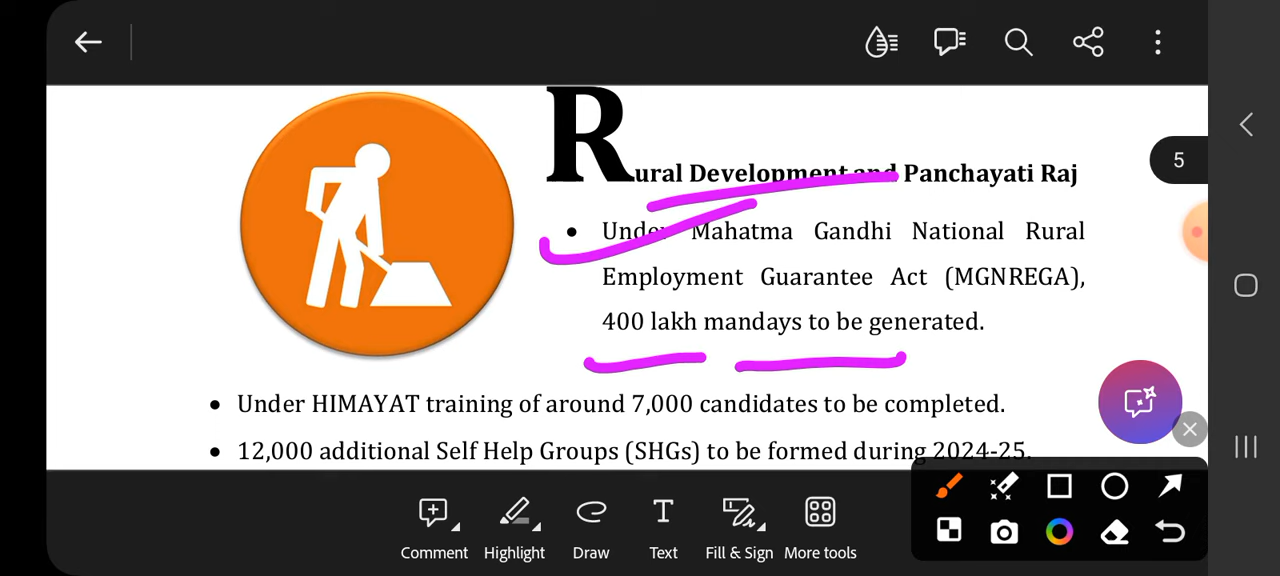 5
Rural Development and Panchayati Raj
• Under Mahatma Gandhi National Rural
Employment Guarantee Act (MGNREGA),
400 lakh mandays to be generated.
• Under HIMAYAT training of around 7,000 candidates to be completed.
• 12,000 additional Self Help Groups (SHGs) to be formed during 2024-25.
Comment Highlight Draw Text Fill & Sign More tools